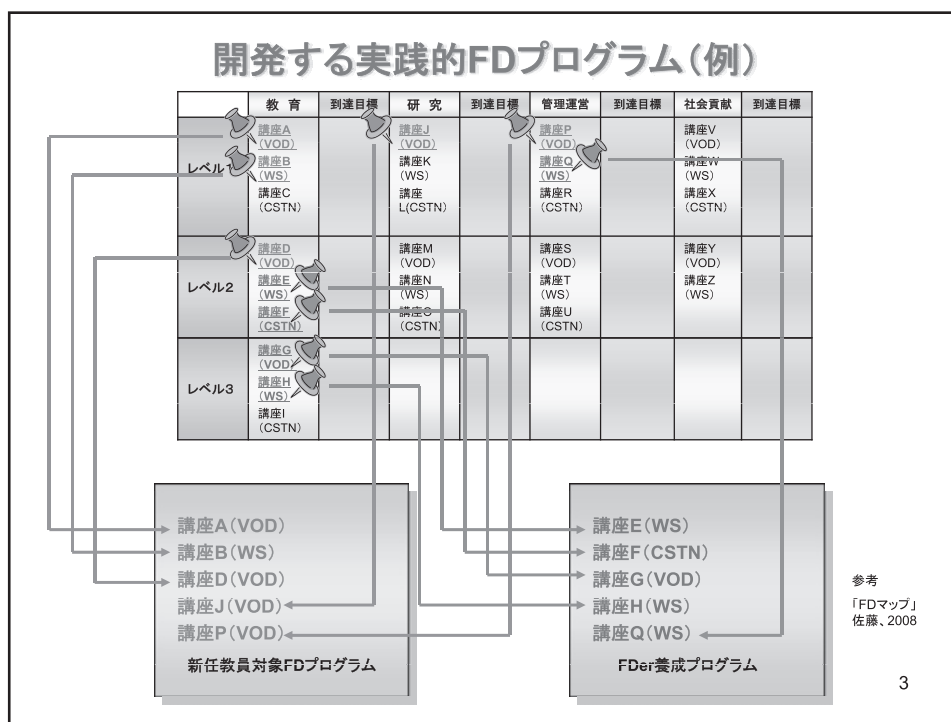 開発する実践的FDプログラム（例）
教 育 到達目標 研 究 到達目標 管理運営 到達目標 社会貢献 到達目標
レベル1
講座A
(VOD)
講座B
(WS)
講座C
(CSTN)
講座J
(VOD)
講座K
(WS)
講座
L(CSTN)
講座P
(VOD)
講座Q
(WS)
講座R
(CSTN)
講座V
(VOD)
講座W
(WS)
講座X
(CSTN)
レベル2
講座D
(VOD)
講座E
(WS)
講座F
(CSTN)
講座M
(VOD)
講座N
(WS)
講座O
(CSTN)
講座S
(VOD)
講座T
(WS)
講座U
(CSTN)
講座Y
(VOD)
講座Z
(WS)
レベル3
講座G
(VOD)
講座H
(WS)
講座I
(CSTN)
講座A(VOD)
講座B(WS)
講座D(VOD)
講座J(VOD)
講座P(VOD)
新任教員対象FDプログラム
講座E(WS)
講座F(CSTN)
講座G(VOD)
講座H(WS)
講座Q(WS)
FDer養成プログラム
参考
「FDマップ」
佐藤、2008
3